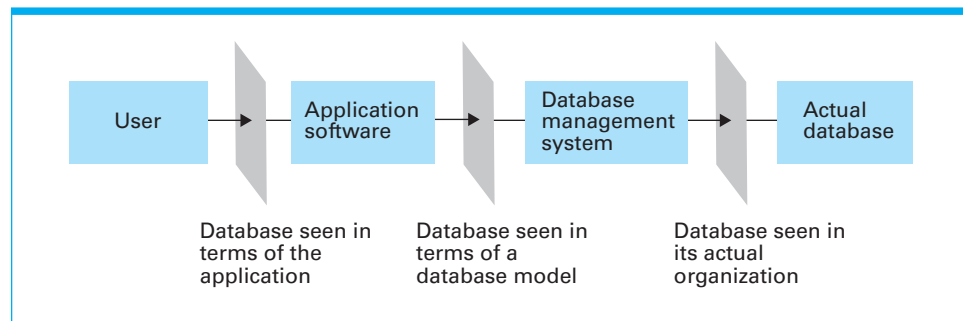 User
Application
software
Database
management
system
Actual
database
Database seen in
terms of the
application
Database seen in
terms of a
database model
Database seen in
its actual
organization